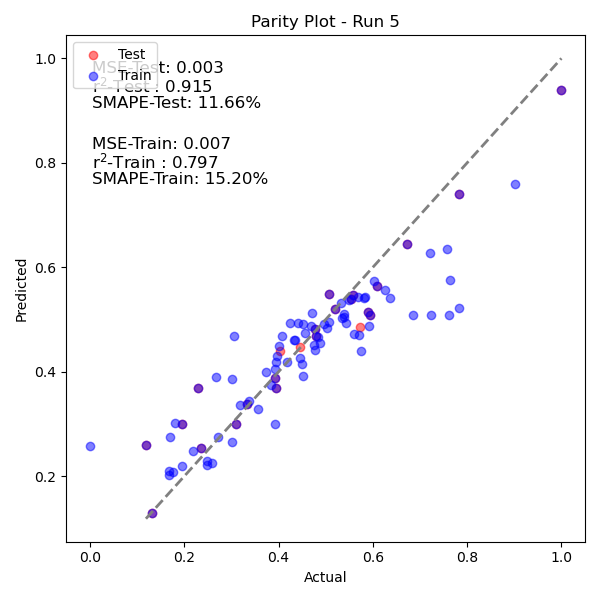 Parity Plot - Run 5
Test
Train
MSE-Test: 0.003
r²-Test : 0.915
SMAPE-Test: 11.66%
MSE-Train: 0.007
r²-Train : 0.797
SMAPE-Train: 15.20%
Predicted
1.0
0.8
0.6
0.4
0.2
0.0 0.2 0.4 0.6 0.8 1.0
Actual